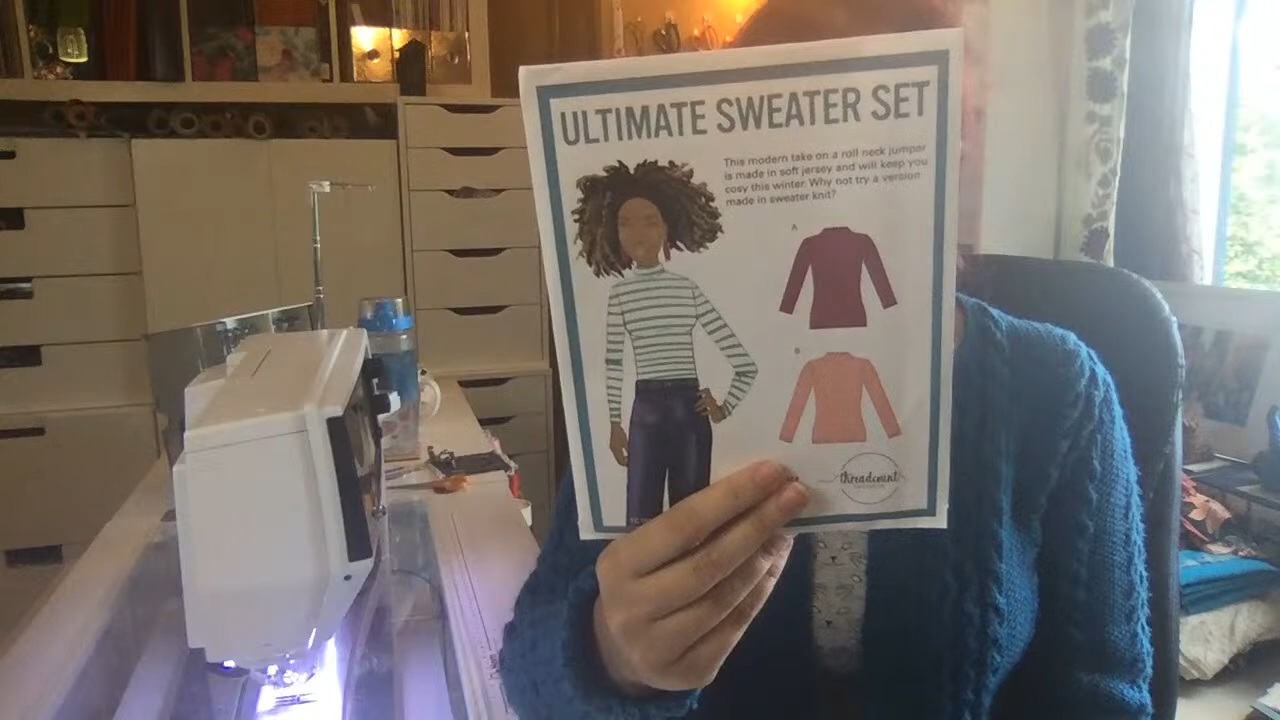 ULTIMATE SWEATER SET
This modern take on a roll neck jumper
is made in soft jersey and will keep you
cosy this winter. Why not try a version
made in sweater knit?
A
B
threadcount